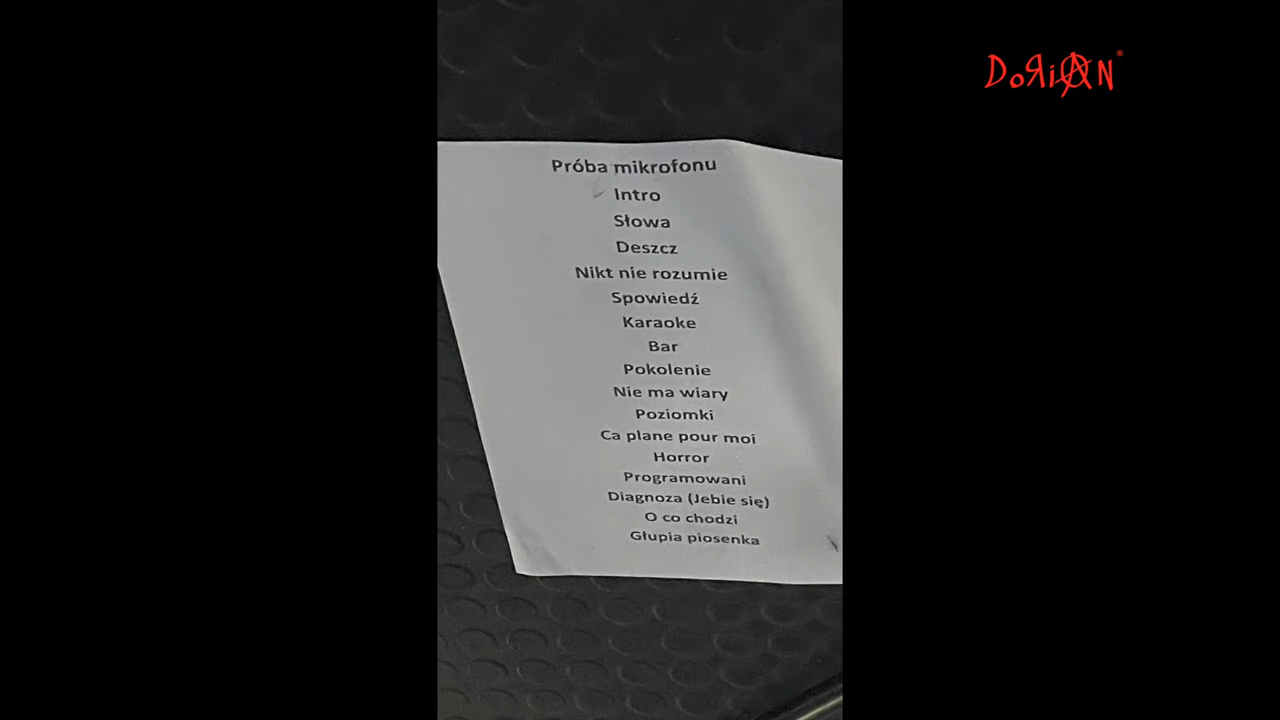 DoRiAN®
Próba mikrofonu
Intro
Słowa
Deszcz
Nikt nie rozumie
Spowiedź
Karaoke
Bar
Pokolenie
Nie ma wiary
Poziomki
Ca plane pour moi
Horror
Programowani
Diagnoza (Jebie się)
O co chodzi
Głupia piosenka